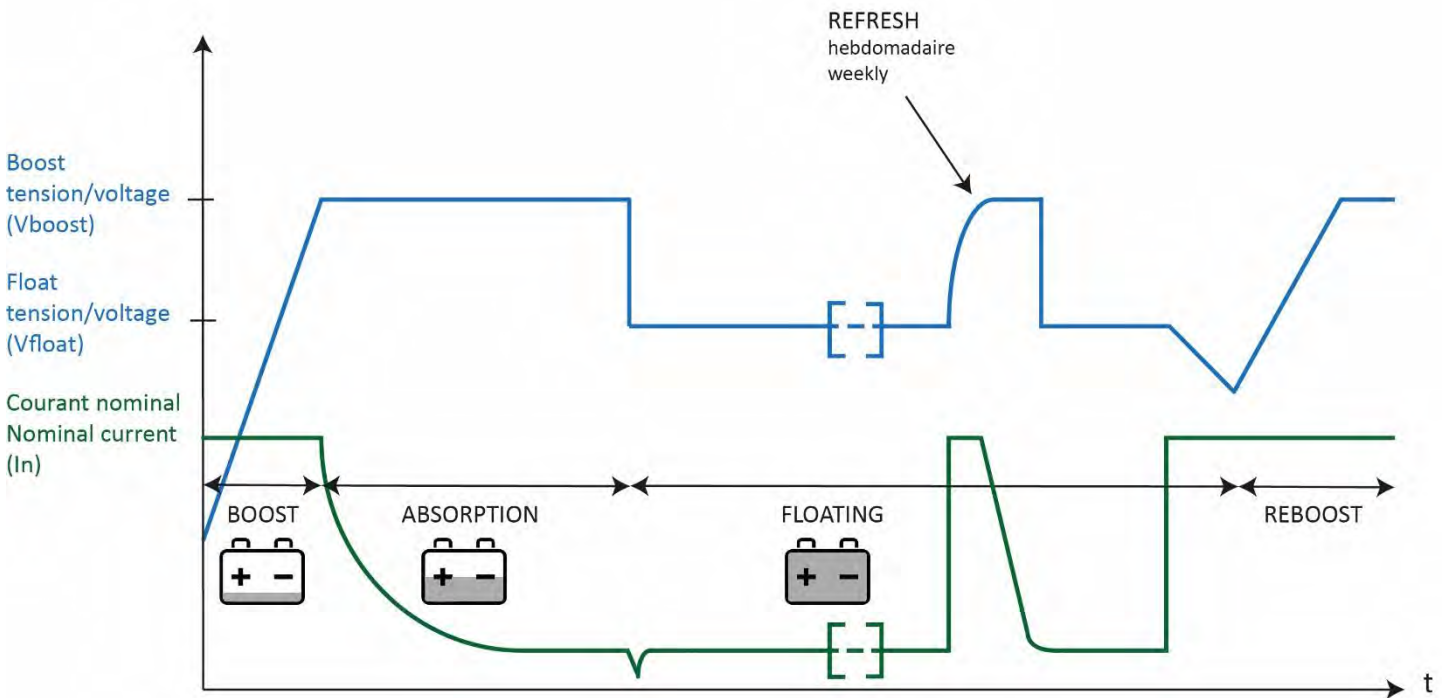 REFRESH
hebdomadaire
weekly
Boost
tension/voltage
(Vboost)
Float
tension/voltage
(Vfloat)
Courant nominal
Nominal current
(In)
BOOST
ABSORPTION
FLOATING
REBOOST
+ −
+ −
+ −
t